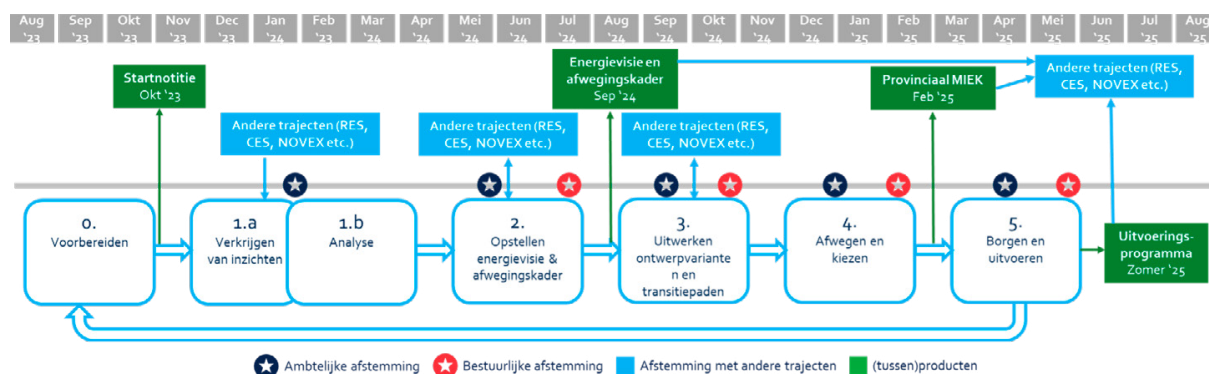 Aug Sep Okt Nov Dec Jan Feb Mar Apr Mei Jun Jul Aug Sep Okt Nov Dec Jan Feb Mar Apr Mei Jun Jul Aug
'23 '23 '23 '23 '23 '24 '24 '24 '24 '24 '24 '24 '24 '24 '24 '24 '24 '25 '25 '25 '25 '25 '25 '25 '25
Startnotitie
Okt '23
Energievisie en
afwegingskader
Sep '24
Provinciaal MIEK
Feb '25
Andere trajecten (RES,
CES, NOVEX etc.)
Andere trajecten (RES,
CES, NOVEX etc.)
Andere trajecten (RES,
CES, NOVEX etc.)
Andere trajecten (RES,
CES, NOVEX etc.)
0.
Voorbereiden
1.a
Verkrijgen
van inzichten
1.b
Analyse
2.
Opstellen
energievisie &
afwegingskader
3.
Uitwerken
ontwerpvariante
n en
transitiepaden
4.
Afwegen en
kiezen
5.
Borgen en
uitvoeren
Uitvoerings-
programma
Zomer '25
Ambtelijke afstemming
Bestuurlijke afstemming
Afstemming met andere trajecten
(tussen)producten